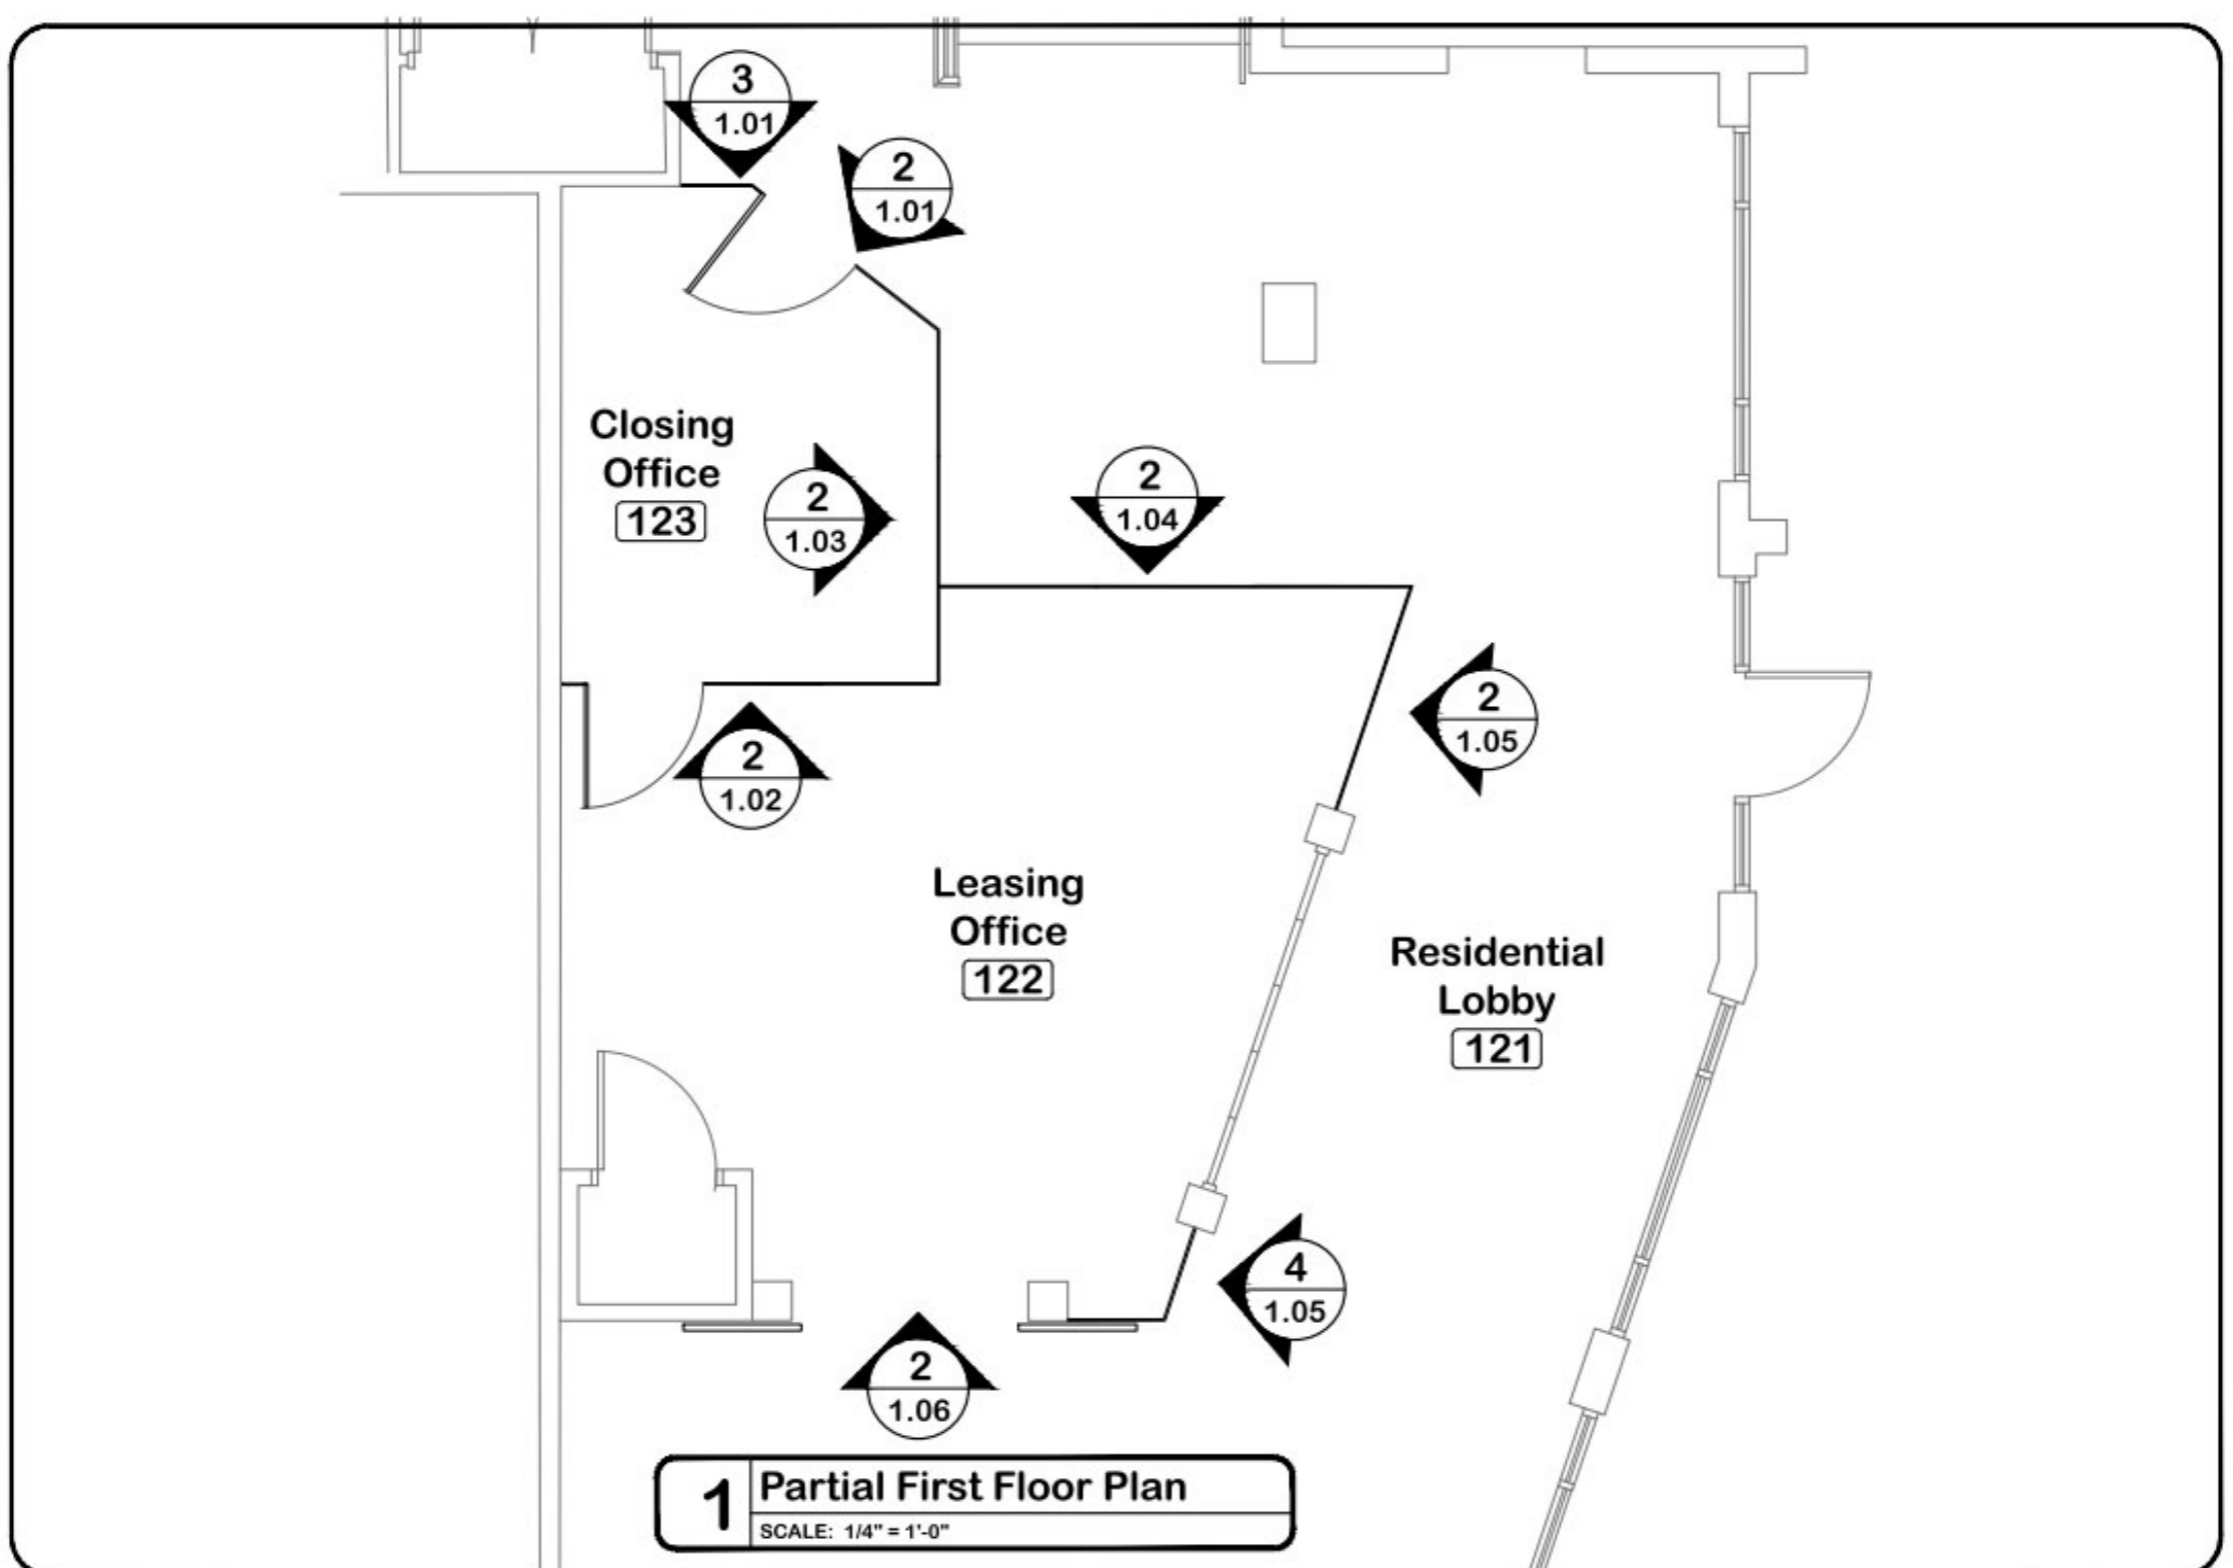 3
1.01
2
1.01
Closing
Office
123
2
1.03
2
1.04
2
1.05
2
1.02
Leasing
Office
122
Residential
Lobby
121
4
1.05
2
1.06
1
Partial First Floor Plan
SCALE: 1/4" = 1'-0"